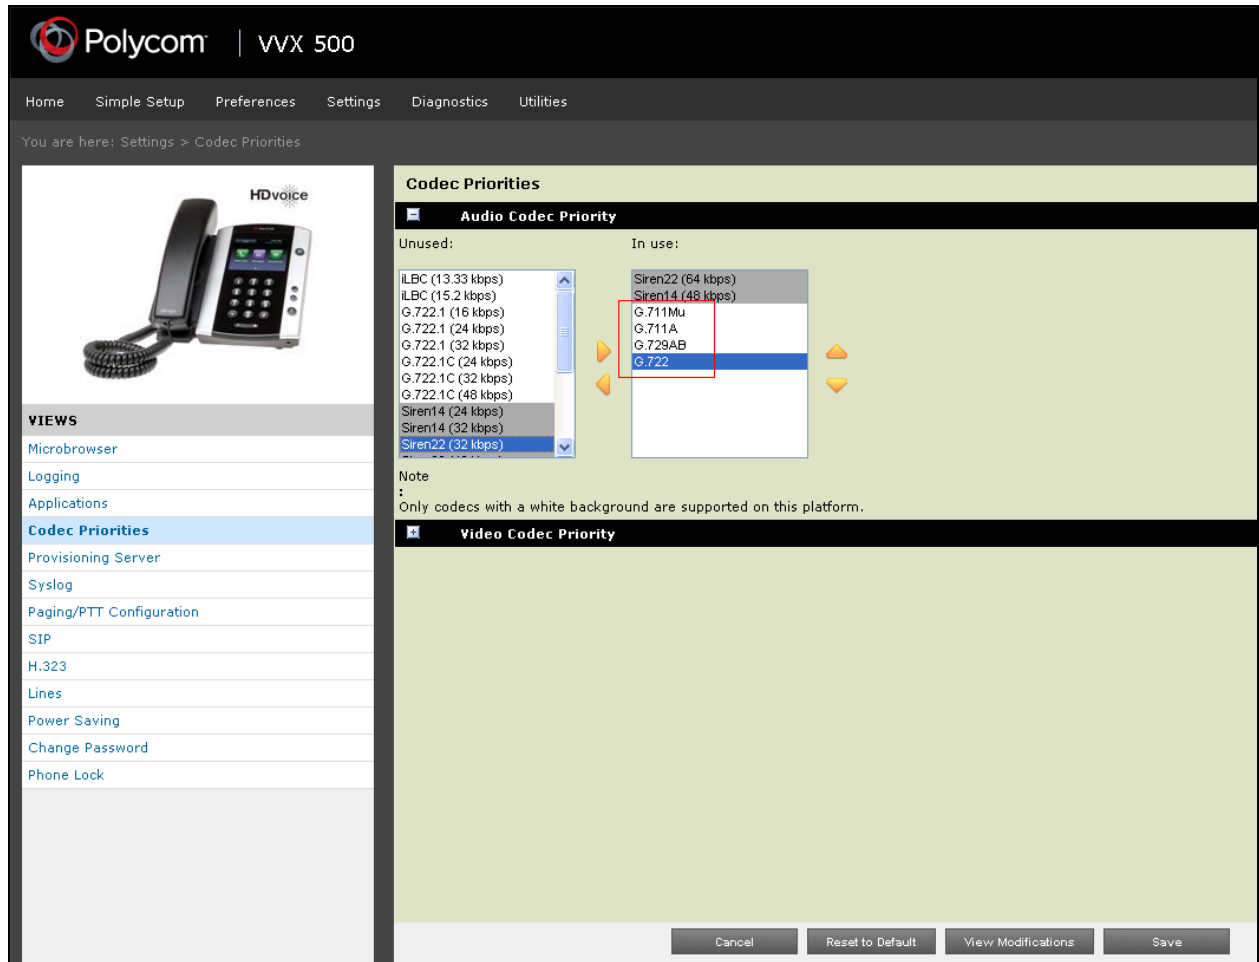 Polycom | VVX 500
Home Simple Setup Preferences Settings Diagnostics Utilities
You are here: Settings > Codec Priorities
HDvoice
VIEWS
Microbrowser
Logging
Applications
Codec Priorities
Provisioning Server
Syslog
Paging/PTT Configuration
SIP
H.323
Lines
Power Saving
Change Password
Phone Lock
Codec Priorities
Audio Codec Priority
Unused:
iLBC (13.33 kbps)
iLBC (15.2 kbps)
G.722.1 (16 kbps)
G.722.1 (24 kbps)
G.722.1 (32 kbps)
G.722.1C (24 kbps)
G.722.1C (32 kbps)
G.722.1C (48 kbps)
Siren14 (24 kbps)
Siren14 (32 kbps)
Siren22 (32 kbps)
In use:
Siren22 (64 kbps)
Siren14 (48 kbps)
G.711Mu
G.711A
G.729AB
G.722
Note
:
Only codecs with a white background are supported on this platform.
Video Codec Priority
Cancel Reset to Default View Modifications Save